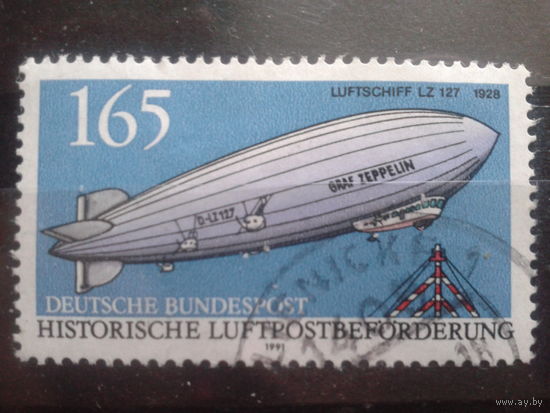 LUFTSCHIFF LZ 127 1928
165
GRAF ZEPPELIN
D-LZ 127
DEUTSCHE BUNDESPOST
HISTORISCHE LUFTPOSTBEFÖRDERUNG
1991
www.ay.by